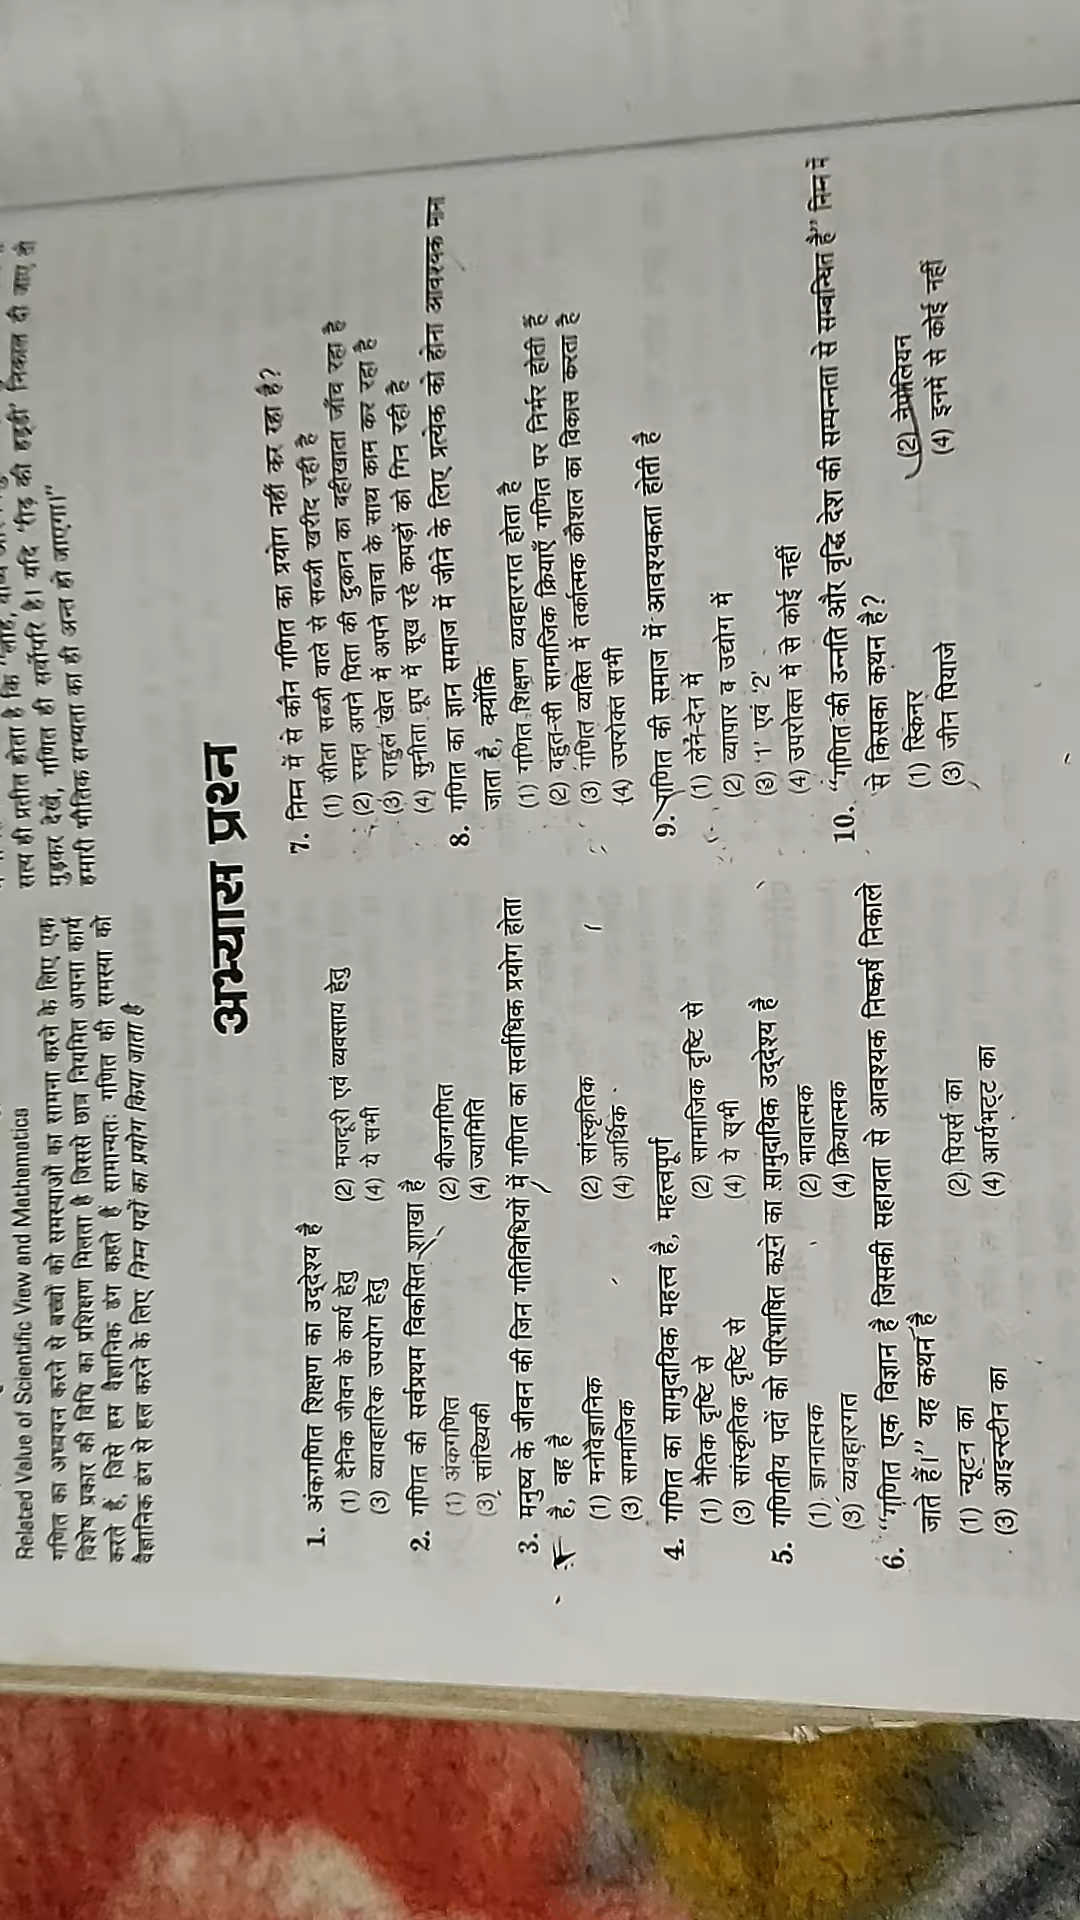 Related Value of Scientific View and Mathematics
गणित का अध्ययन करने से बच्चों को समस्याओं का सामना करने के लिए एक
विशेष प्रकार की विधि का प्रशिक्षण मिलता है जिससे छात्र नियमित अपना कार्य
करते है, जिसे हम वैज्ञानिक ढंग कहते है सामान्यतः गणित की समस्या को
वैज्ञानिक ढंग से हल करने के लिए निम्न पदों का प्रयोग किया जाता है
सत्य ही प्रतीत होता है कि "लोहे,
मुड़कर देखें, गणित ही सर्वोपरि है। यदि 'रीढ़ की हड्डी' निकाल दी जाए तो
हमारी भौतिक सभ्यता का ही अन्त हो जाएगा।"
अभ्यास प्रश्न
1. अंकगणित शिक्षण का उद्देश्य है
(1) दैनिक जीवन के कार्य हेतु (2) मजदूरी एवं व्यवसाय हेतु
(3) व्यावहारिक उपयोग हेतु (4) ये सभी
2. गणित की सर्वप्रथम विकसित शाखा है
(1) अंकगणित (2) बीजगणित
(3) सांख्यिकी (4) ज्यामिति
3. मनुष्य के जीवन की जिन गतिविधियों में गणित का सर्वाधिक प्रयोग होता
है, वह है
(1) मनोवैज्ञानिक (2) सांस्कृतिक
(3) सामाजिक (4) आर्थिक
4. गणित का सामुदायिक महत्त्व है, महत्त्वपूर्ण
(1) नैतिक दृष्टि से (2) सामाजिक दृष्टि से
(3) सांस्कृतिक दृष्टि से (4) ये सभी
5. गणितीय पदों को परिभाषित करने का सामुदायिक उद्देश्य है
(1) ज्ञानात्मक (2) भावात्मक
(3) व्यवहारगत (4) क्रियात्मक
6. "गणित एक विज्ञान है जिसकी सहायता से आवश्यक निष्कर्ष निकाले
जाते हैं।" यह कथन है
(1) न्यूटन का (2) पियर्स का
(3) आइन्स्टीन का (4) आर्यभट्ट का
7. निम्न में से कौन गणित का प्रयोग नहीं कर रहा है?
(1) सीता सब्जी वाले से सब्जी खरीद रही है
(2) रमन अपने पिता की दुकान का बहीखाता जाँच रहा है
(3) राहुल खेत में अपने चाचा के साथ काम कर रहा है
(4) सुनीता धूप में सूख रहे कपड़ों को गिन रही है
8. गणित का ज्ञान समाज में जीने के लिए प्रत्येक को होना आवश्यक माना
जाता है, क्योंकि
(1) गणित शिक्षण व्यवहारगत होता है
(2) बहुत-सी सामाजिक क्रियाएँ गणित पर निर्भर होती हैं
(3) गणित व्यक्ति में तर्कात्मक कौशल का विकास करता है
(4) उपरोक्त सभी
9. गणित की समाज में आवश्यकता होती है
(1) लेने-देन में
(2) व्यापार व उद्योग में
(3) '1' एवं '2'
(4) उपरोक्त में से कोई नहीं
10. "गणित की उन्नति और वृद्धि देश की सम्पन्नता से सम्बन्धित है" निम्न में
से किसका कथन है?
(1) स्किनर (2) नेपोलियन
(3) जीन पियाजे (4) इनमें से कोई नहीं